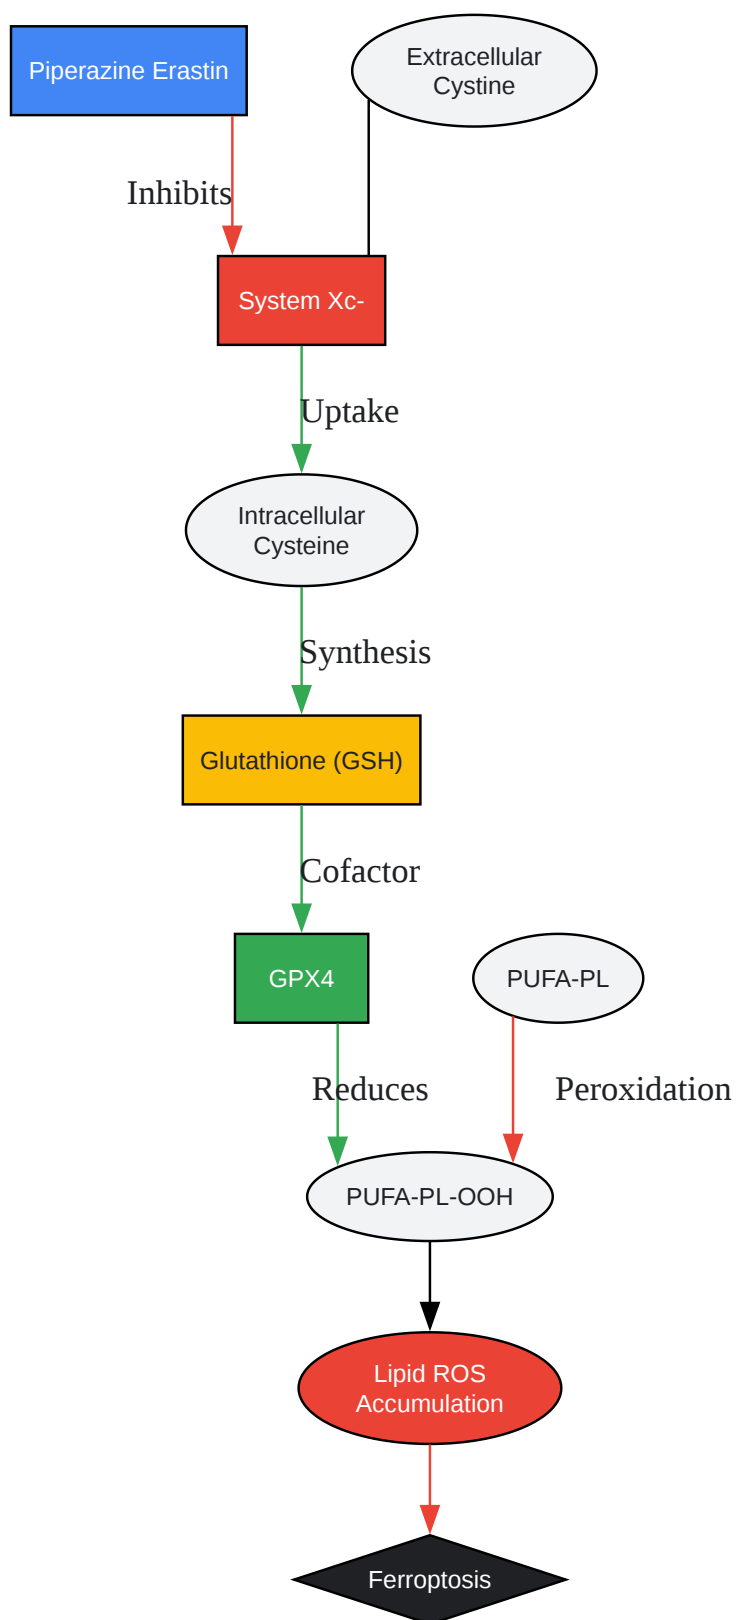 Piperazine Erastin
Extracellular
Cystine
Inhibits
System Xc-
Uptake
Intracellular
Cysteine
Synthesis
Glutathione (GSH)
Cofactor
GPX4
PUFA-PL
Reduces
Peroxidation
PUFA-PL-OOH
Lipid ROS
Accumulation
Ferroptosis